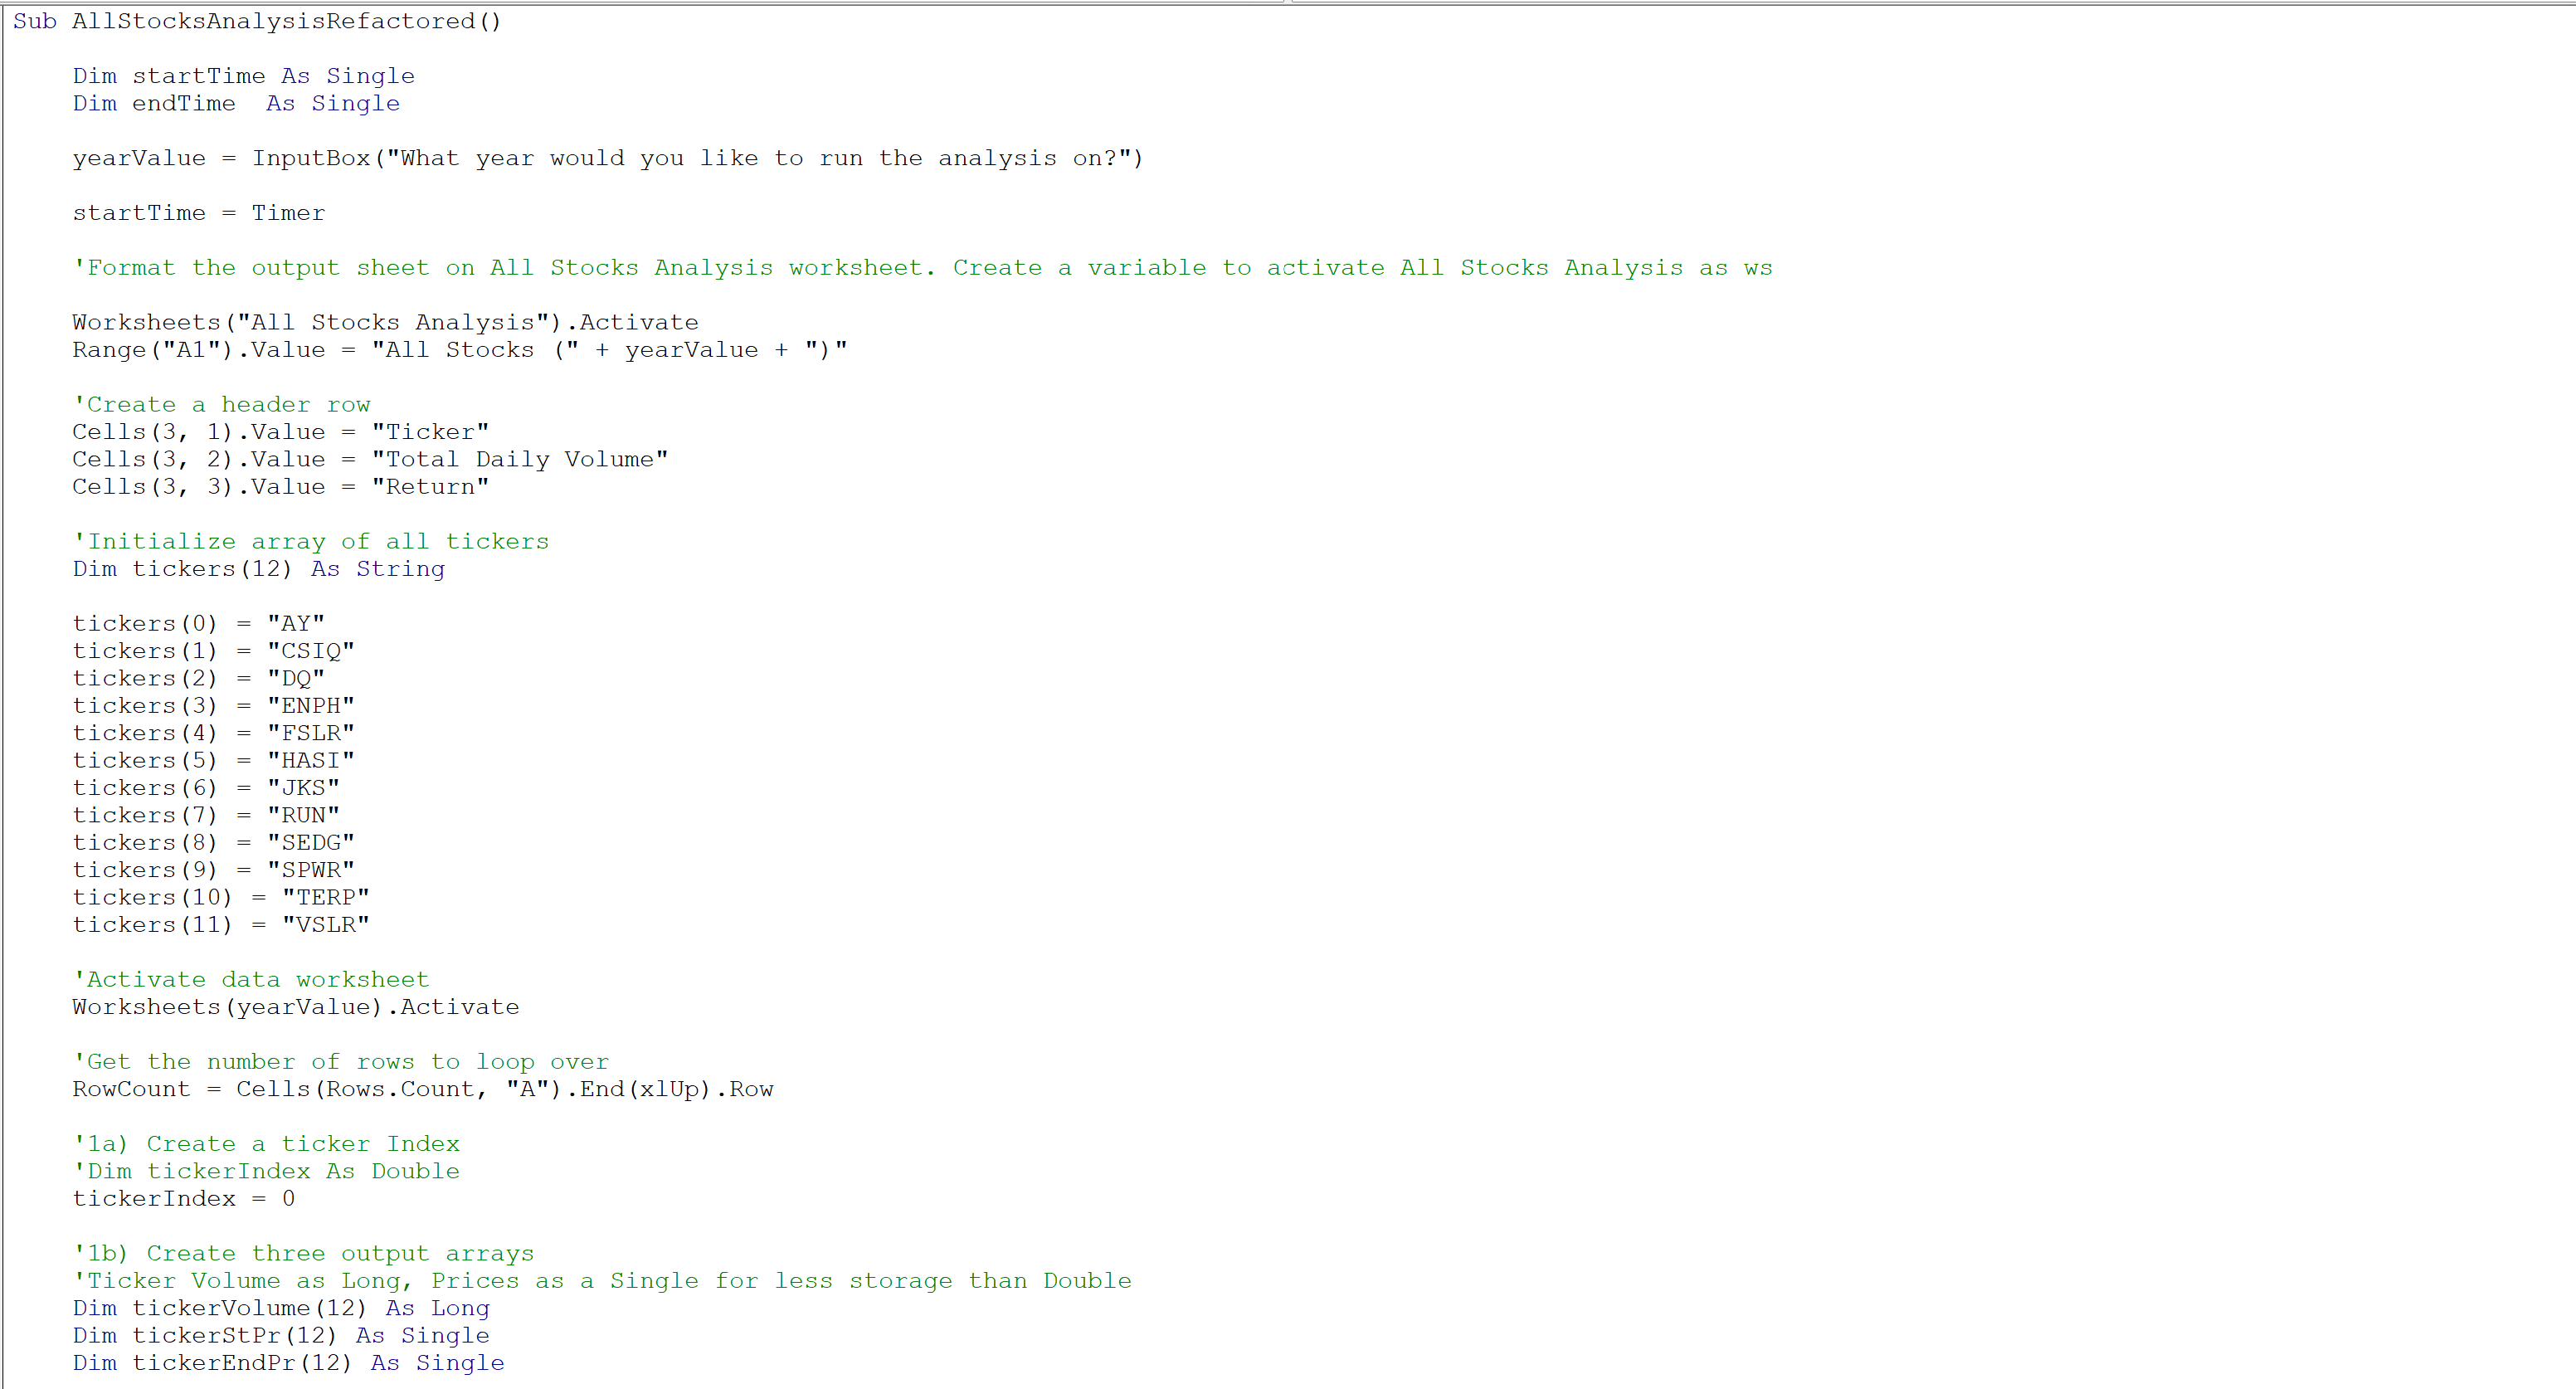 Sub AllStocksAnalysisRefactored()
Dim startTime As Single
Dim endTime  As Single
yearValue = InputBox("What year would you like to run the analysis on?")
startTime = Timer
'Format the output sheet on All Stocks Analysis worksheet. Create a variable to activate All Stocks Analysis as ws
Worksheets("All Stocks Analysis").Activate
Range("A1").Value = "All Stocks (" + yearValue + ")"
'Create a header row
Cells(3, 1).Value = "Ticker"
Cells(3, 2).Value = "Total Daily Volume"
Cells(3, 3).Value = "Return"
'Initialize array of all tickers
Dim tickers(12) As String
tickers(0) = "AY"
tickers(1) = "CSIQ"
tickers(2) = "DQ"
tickers(3) = "ENPH"
tickers(4) = "FSLR"
tickers(5) = "HASI"
tickers(6) = "JKS"
tickers(7) = "RUN"
tickers(8) = "SEDG"
tickers(9) = "SPWR"
tickers(10) = "TERP"
tickers(11) = "VSLR"
'Activate data worksheet
Worksheets(yearValue).Activate
'Get the number of rows to loop over
RowCount = Cells(Rows.Count, "A").End(xlUp).Row
'1a) Create a ticker Index
'Dim tickerIndex As Double
tickerIndex = 0
'1b) Create three output arrays
'Ticker Volume as Long, Prices as a Single for less storage than Double
Dim tickerVolume(12) As Long
Dim tickerStPr(12) As Single
Dim tickerEndPr(12) As Single